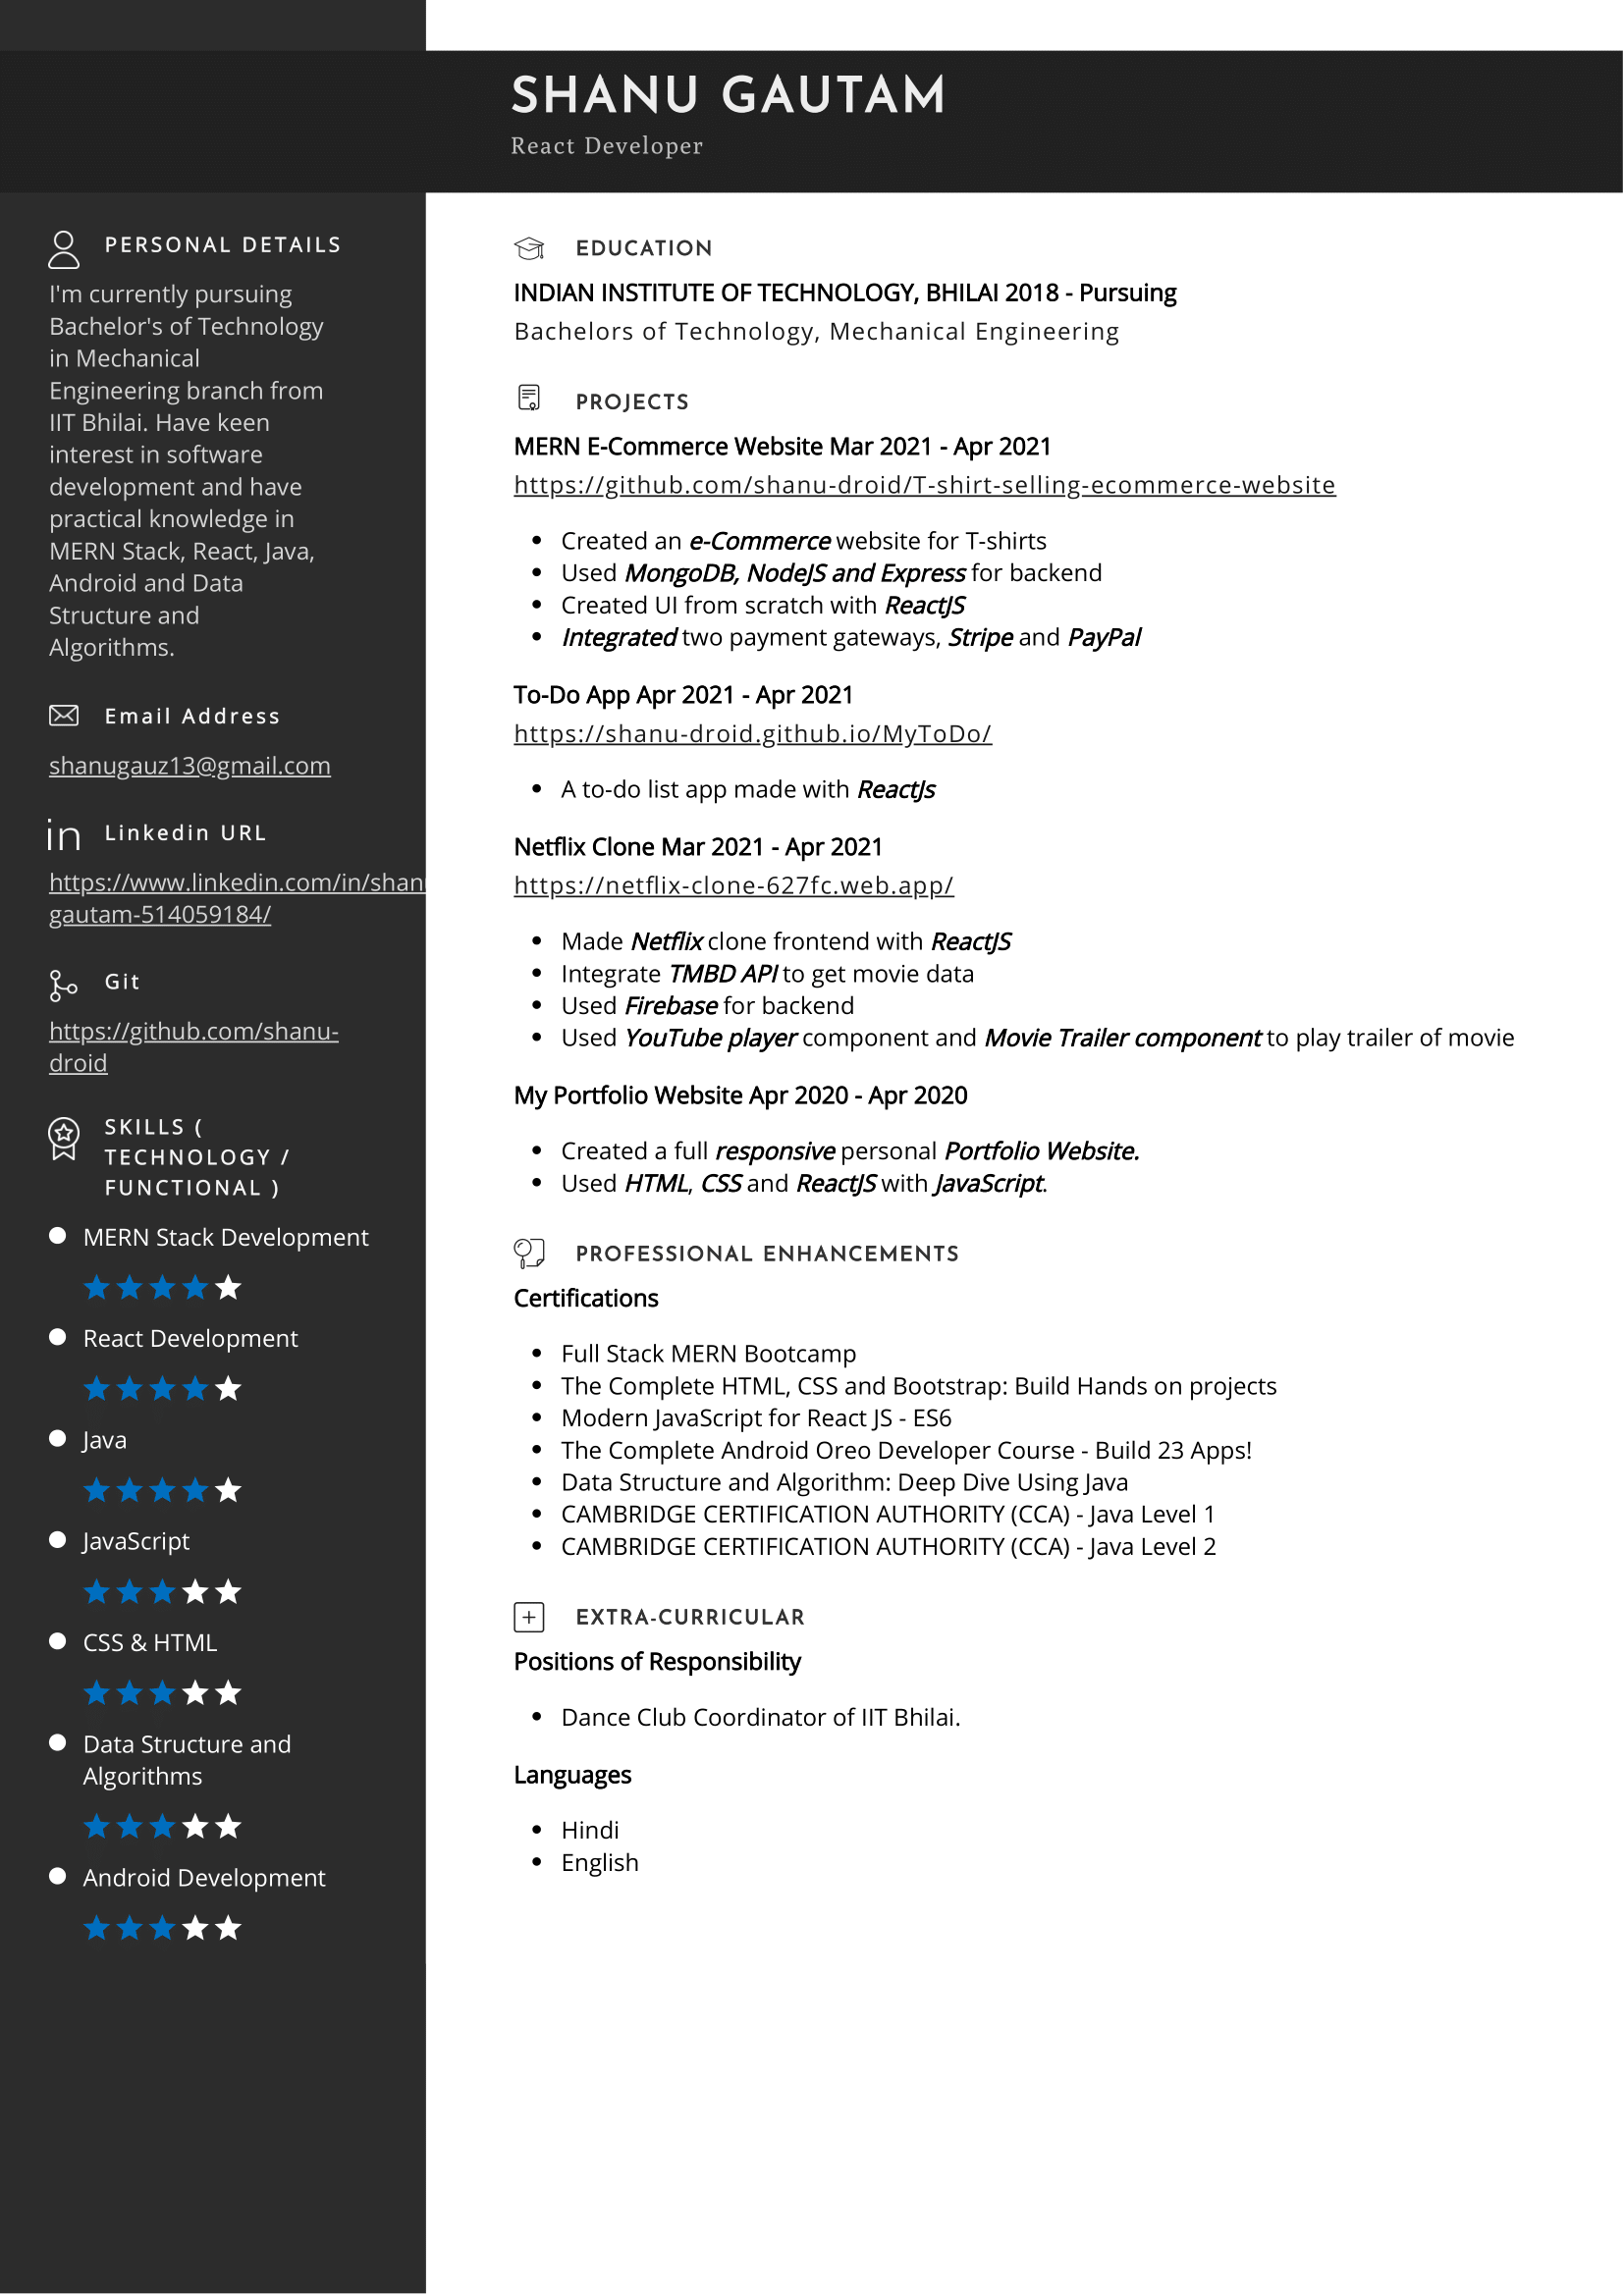 SHANU GAUTAM
React Developer
PERSONAL DETAILS
I'm currently pursuing
Bachelor's of Technology
in Mechanical
Engineering branch from
IIT Bhilai. Have keen
interest in software
development and have
practical knowledge in
MERN Stack, React, Java,
Android and Data
Structure and
Algorithms.
Email Address
shanugauz13@gmail.com
in Linkedin URL
https://www.linkedin.com/in/shan
gautam-514059184/
Git
https://github.com/shanu-
droid
SKILLS (
TECHNOLOGY /
FUNCTIONAL )
MERN Stack Development
React Development
Java
JavaScript
CSS & HTML
Data Structure and
Algorithms
Android Development
EDUCATION
INDIAN INSTITUTE OF TECHNOLOGY, BHILAI 2018 - Pursuing
Bachelors of Technology, Mechanical Engineering
PROJECTS
MERN E-Commerce Website Mar 2021 - Apr 2021
https://github.com/shanu-droid/T-shirt-selling-ecommerce-website
• Created an e-Commerce website for T-shirts
• Used MongoDB, NodeJS and Express for backend
• Created UI from scratch with ReactJS
• Integrated two payment gateways, Stripe and PayPal
To-Do App Apr 2021 - Apr 2021
https://shanu-droid.github.io/MyToDo/
• A to-do list app made with ReactJs
Netflix Clone Mar 2021 - Apr 2021
https://netflix-clone-627fc.web.app/
• Made Netflix clone frontend with ReactJS
• Integrate TMBD API to get movie data
• Used Firebase for backend
• Used YouTube player component and Movie Trailer component to play trailer of movie
My Portfolio Website Apr 2020 - Apr 2020
• Created a full responsive personal Portfolio Website.
• Used HTML, CSS and ReactJS with JavaScript.
PROFESSIONAL ENHANCEMENTS
Certifications
• Full Stack MERN Bootcamp
• The Complete HTML, CSS and Bootstrap: Build Hands on projects
• Modern JavaScript for React JS - ES6
• The Complete Android Oreo Developer Course - Build 23 Apps!
• Data Structure and Algorithm: Deep Dive Using Java
• CAMBRIDGE CERTIFICATION AUTHORITY (CCA) - Java Level 1
• CAMBRIDGE CERTIFICATION AUTHORITY (CCA) - Java Level 2
EXTRA-CURRICULAR
Positions of Responsibility
• Dance Club Coordinator of IIT Bhilai.
Languages
• Hindi
• English